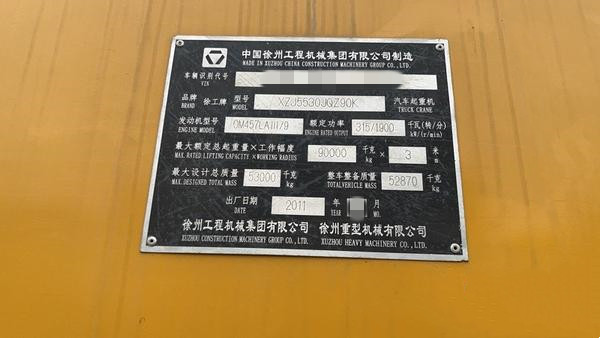 中国徐州工程机械集团有限公司制造
MADE IN XUZHOU CHINA CONSTRUCTION MACHINERY GROUP CO.,LTD.
车辆识别代号
VIN
品牌 徐工牌 型号 XZJ5530JQZ90K 汽车起重机
BRAND MODEL TRUCK CRANE
发动机型号 OM457LAIII/9 额定功率 315/1900 千瓦(转/分)
ENGINE MODEL ENGINE RATED OUTPUT kW(r/min)
最大额定总起重量×工作幅度 90000 千克 × 3 米
MAX. RATED LIFTING CAPACITY×WORKING RADIUS kg m
最大设计总质量 53000 千克 整车整备质量 52870 千克
MAX. DESIGNED TOTAL MASS kg TOTALVEHICLE MASS kg
出厂日期 2011 年 月
DATE YEAR MO.
徐州工程机械集团有限公司 徐州重型机械有限公司
XUZHOU CONSTRUCTION MACHINERY GROUP CO.,LTD. XUZHOU HEAVY MACHINERY CO.,LTD.